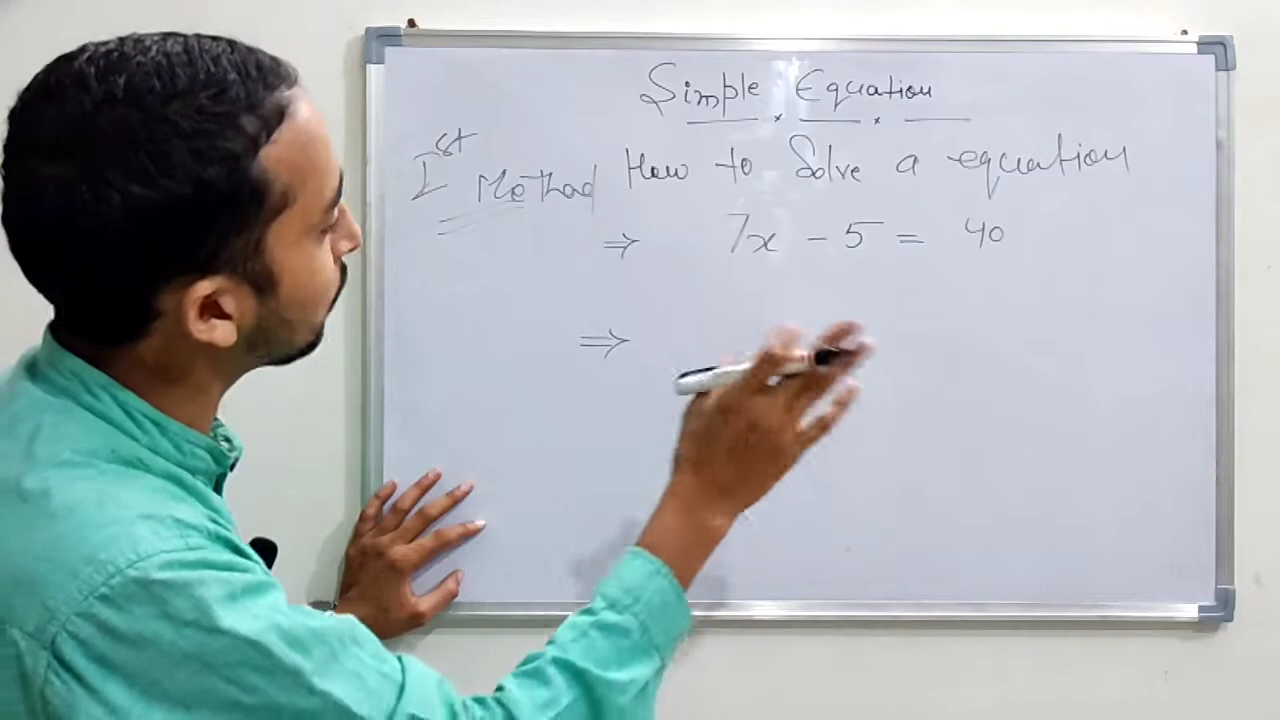 Simple Equation
Ist Method How to Solve a equation
⇒ 7x - 5 = 40
⇒